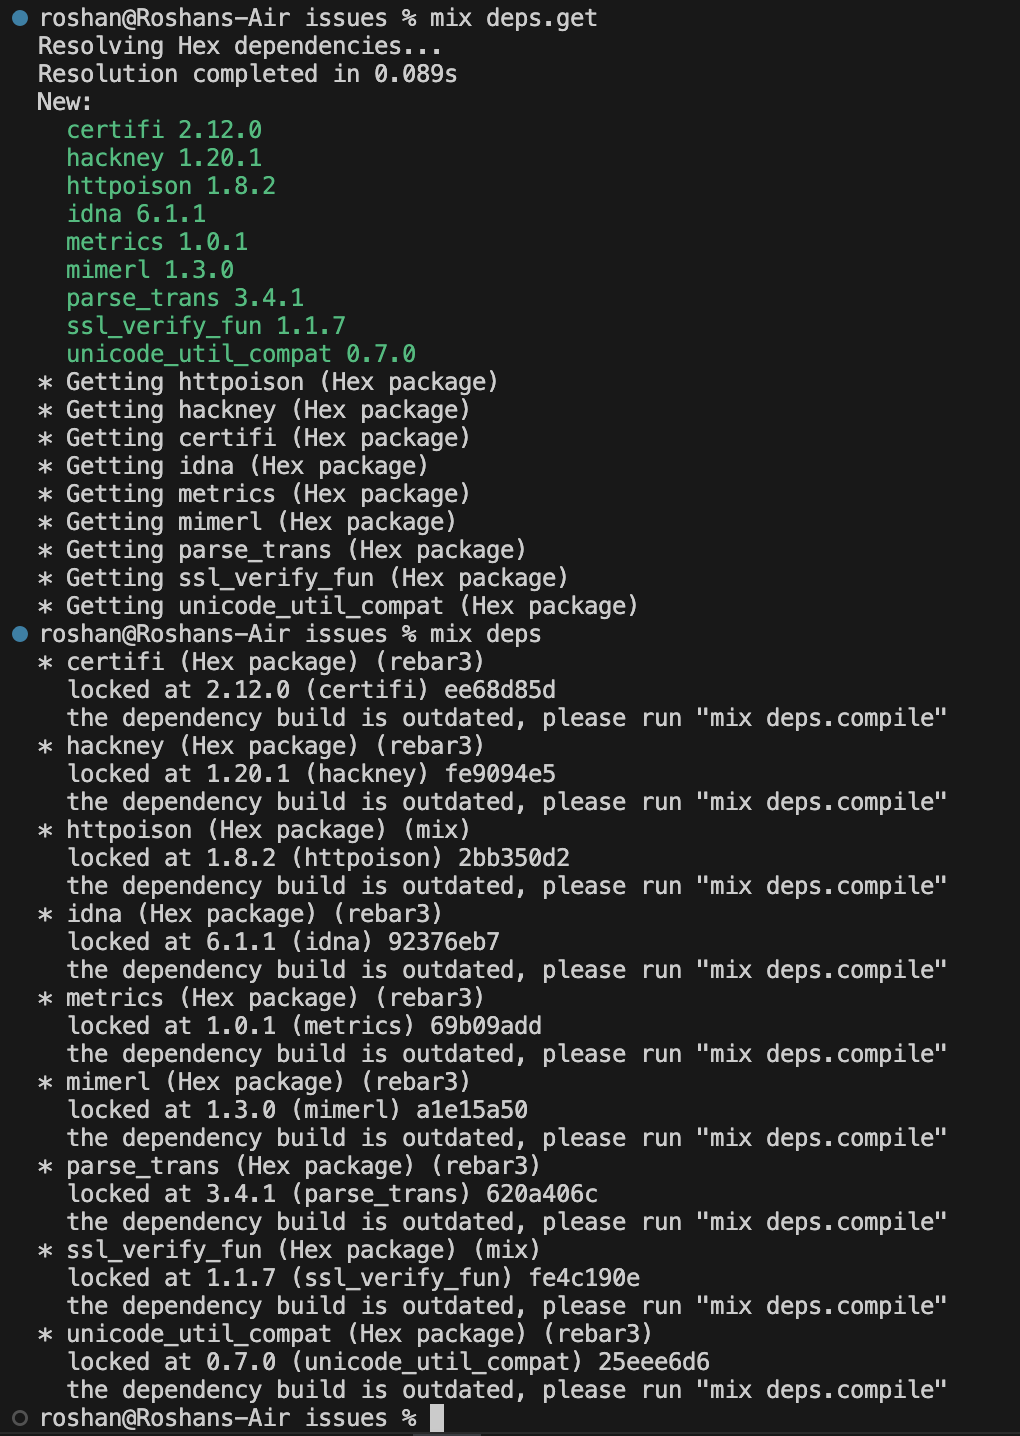 roshan@Roshans-Air issues % mix deps.get
Resolving Hex dependencies...
Resolution completed in 0.089s
New:
  certifi 2.12.0
  hackney 1.20.1
  httpoison 1.8.2
  idna 6.1.1
  metrics 1.0.1
  mimerl 1.3.0
  parse_trans 3.4.1
  ssl_verify_fun 1.1.7
  unicode_util_compat 0.7.0
* Getting httpoison (Hex package)
* Getting hackney (Hex package)
* Getting certifi (Hex package)
* Getting idna (Hex package)
* Getting metrics (Hex package)
* Getting mimerl (Hex package)
* Getting parse_trans (Hex package)
* Getting ssl_verify_fun (Hex package)
* Getting unicode_util_compat (Hex package)
roshan@Roshans-Air issues % mix deps
* certifi (Hex package) (rebar3)
  locked at 2.12.0 (certifi) ee68d85d
  the dependency build is outdated, please run "mix deps.compile"
* hackney (Hex package) (rebar3)
  locked at 1.20.1 (hackney) fe9094e5
  the dependency build is outdated, please run "mix deps.compile"
* httpoison (Hex package) (mix)
  locked at 1.8.2 (httpoison) 2bb350d2
  the dependency build is outdated, please run "mix deps.compile"
* idna (Hex package) (rebar3)
  locked at 6.1.1 (idna) 92376eb7
  the dependency build is outdated, please run "mix deps.compile"
* metrics (Hex package) (rebar3)
  locked at 1.0.1 (metrics) 69b09add
  the dependency build is outdated, please run "mix deps.compile"
* mimerl (Hex package) (rebar3)
  locked at 1.3.0 (mimerl) a1e15a50
  the dependency build is outdated, please run "mix deps.compile"
* parse_trans (Hex package) (rebar3)
  locked at 3.4.1 (parse_trans) 620a406c
  the dependency build is outdated, please run "mix deps.compile"
* ssl_verify_fun (Hex package) (mix)
  locked at 1.1.7 (ssl_verify_fun) fe4c190e
  the dependency build is outdated, please run "mix deps.compile"
* unicode_util_compat (Hex package) (rebar3)
  locked at 0.7.0 (unicode_util_compat) 25eee6d6
  the dependency build is outdated, please run "mix deps.compile"
roshan@Roshans-Air issues %